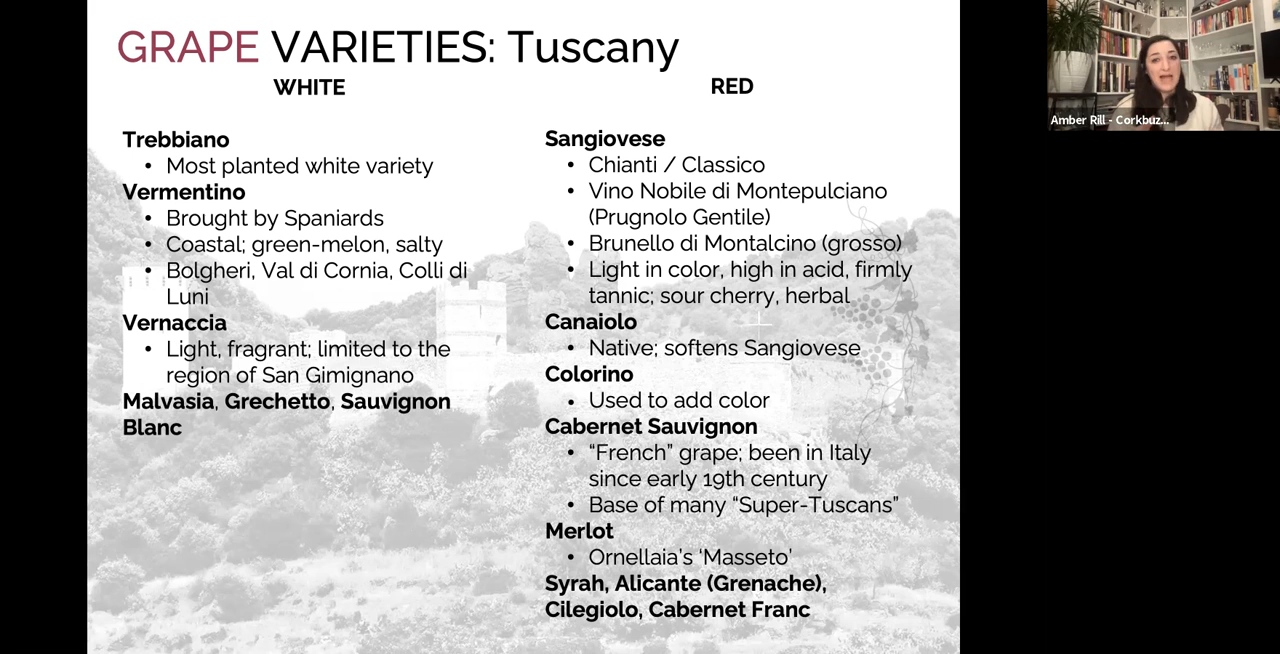 GRAPE VARIETIES: Tuscany
WHITE
Trebbiano
• Most planted white variety
Vermentino
• Brought by Spaniards
• Coastal; green-melon, salty
• Bolgheri, Val di Cornia, Colli di
Luni
Vernaccia
• Light, fragrant; limited to the
region of San Gimignano
Malvasia, Grechetto, Sauvignon
Blanc
RED
Sangiovese
• Chianti / Classico
• Vino Nobile di Montepulciano
(Prugnolo Gentile)
• Brunello di Montalcino (grosso)
• Light in color, high in acid, firmly
tannic; sour cherry, herbal
Canaiolo
• Native; softens Sangiovese
Colorino
• Used to add color
Cabernet Sauvignon
• “French” grape; been in Italy
since early 19th century
• Base of many “Super-Tuscans”
Merlot
• Ornellaia’s ‘Masseto’
Syrah, Alicante (Grenache),
Cilegiolo, Cabernet Franc
Amber Rill - Corkbuz...